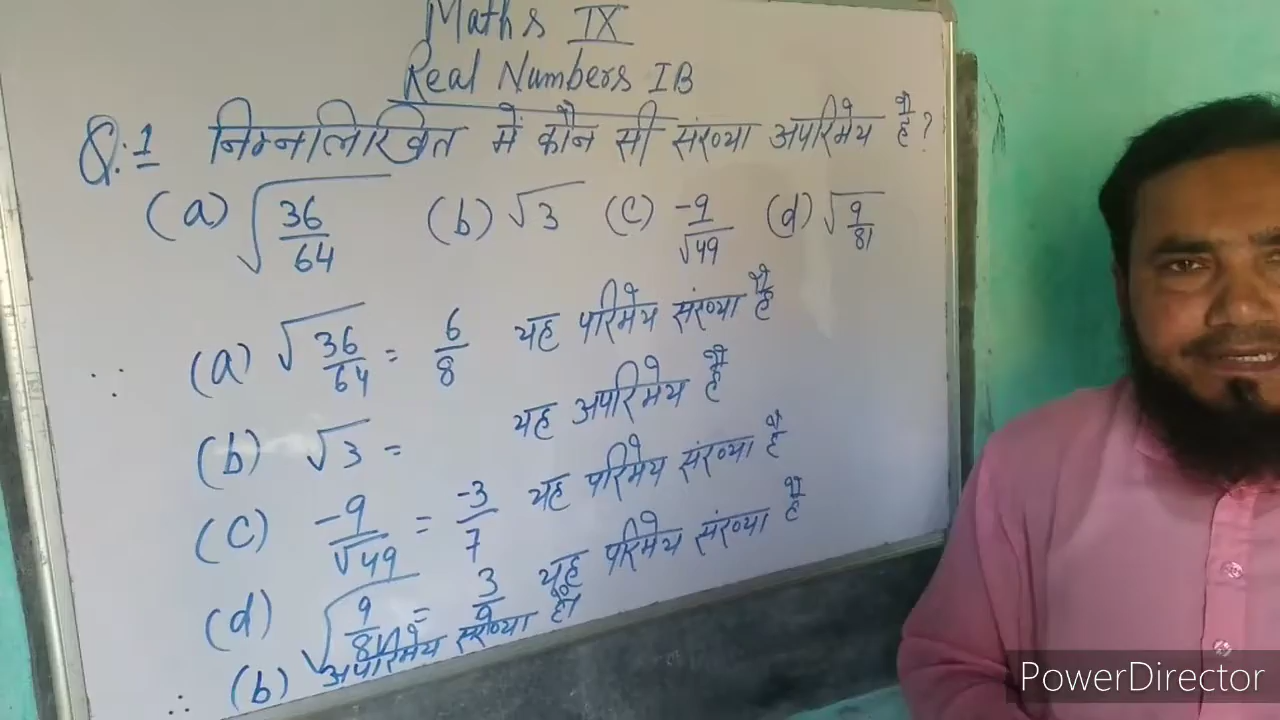 Maths IX
Real Numbers IB
Q.1 निम्नलिखित में कौन सी संख्या अपरिमेय है?
(a) √36/64 (b) √3 (c) -9/√49 (d) √9/81
∴ (a) √36/64 = 6/8 यह परिमेय संख्या है
(b) √3 = यह अपरिमेय है
(C) -9/√49 = -3/7 यह परिमेय संख्या है
(d) √9/81 = 3/9 यह परिमेय संख्या है
∴ (b) अपरिमेय संख्या है।
PowerDirector